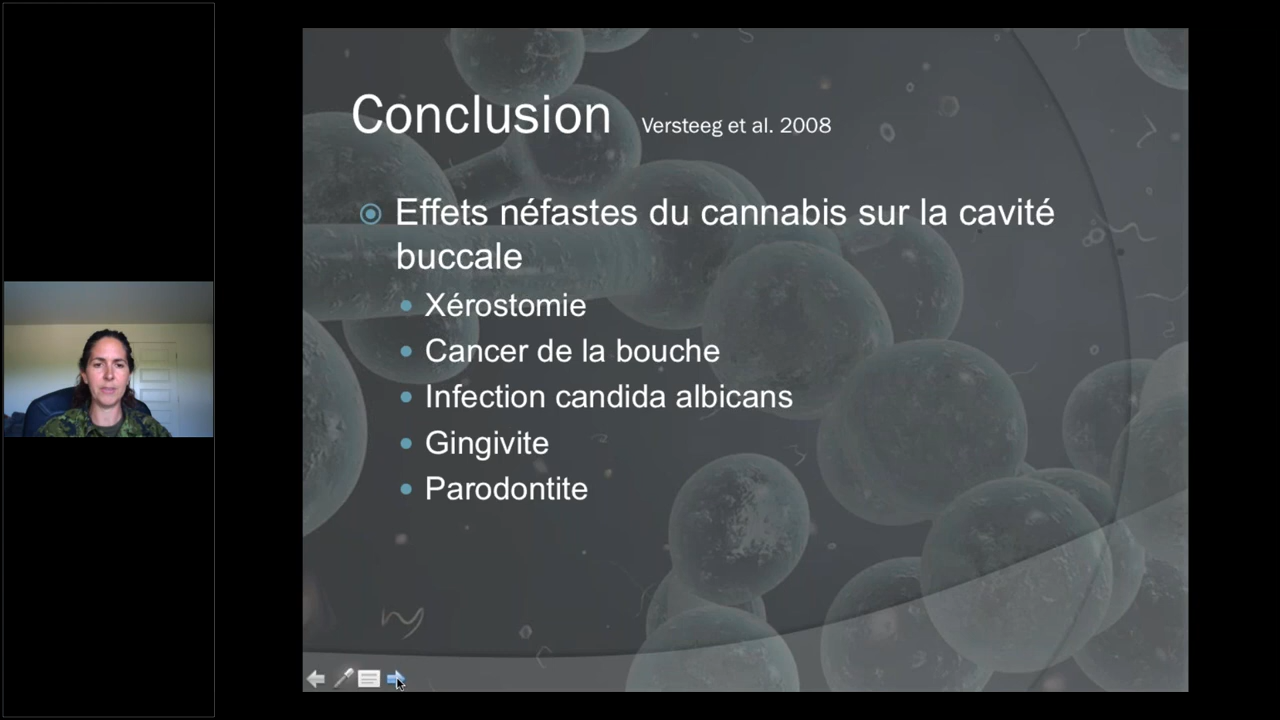 Conclusion Versteeg et al. 2008
Effets néfastes du cannabis sur la cavité
buccale
Xérostomie
Cancer de la bouche
Infection candida albicans
Gingivite
Parodontite